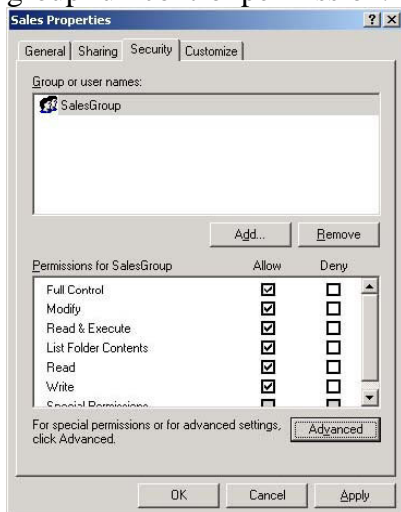 Sales Properties
General Sharing Security Customize
Group or user names:
SalesGroup
Add... Remove
Permissions for SalesGroup Allow Deny
Full Control
Modify
Read & Execute
List Folder Contents
Read
Write
Special Permissions
For special permissions or for advanced settings, Advanced
click Advanced.
OK Cancel Apply